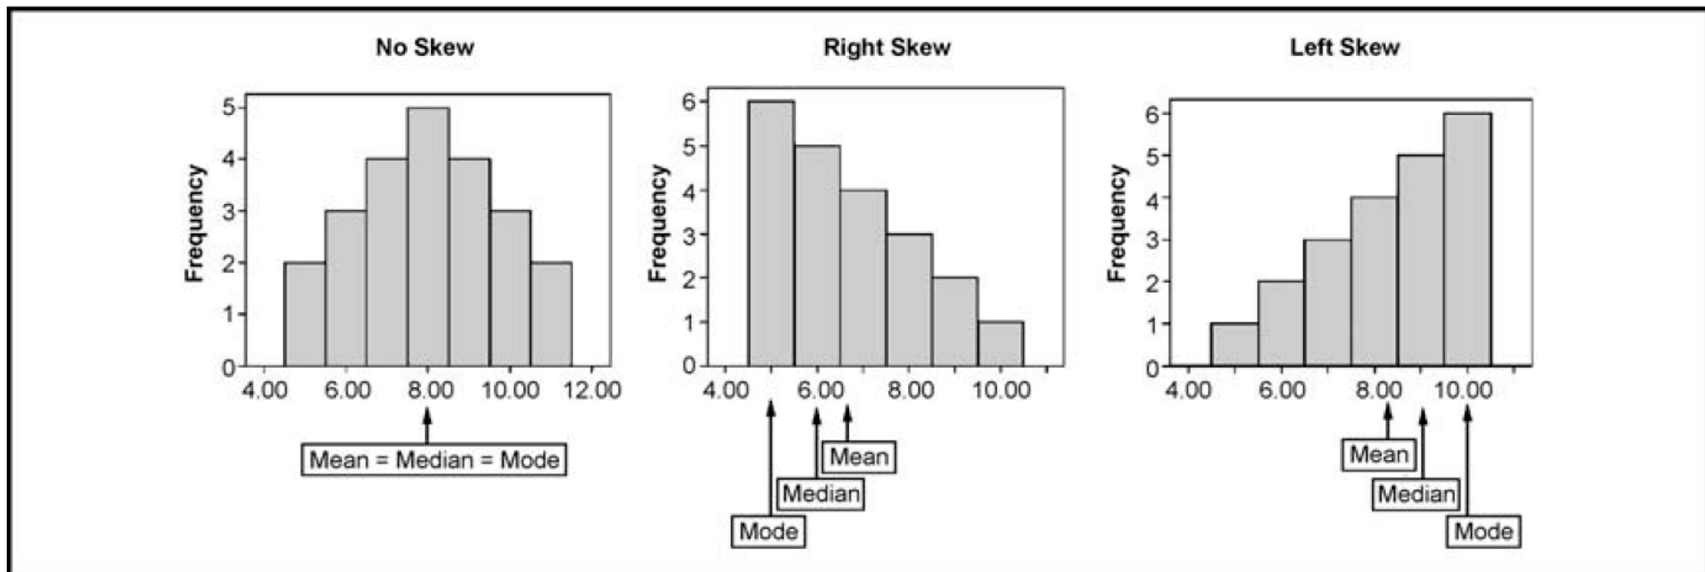 No Skew
Frequency
5
4
3
2
1
0
4.00 6.00 8.00 10.00 12.00
Mean = Median = Mode
Right Skew
Frequency
6
5
4
3
2
1
0
4.00 6.00 8.00 10.00
Mean
Median
Mode
Left Skew
Frequency
6
5
4
3
2
1
0
4.00 6.00 8.00 10.00
Mean
Median
Mode